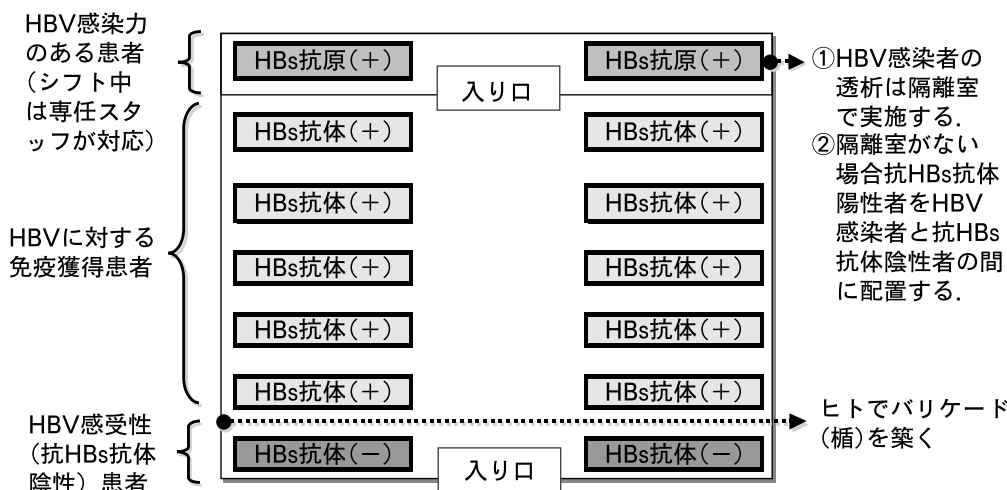 HBV感染力
のある患者
(シフト中
は専任スタ
ッフが対応)
HBs抗原(+)
HBs抗原(+)
入り口
①HBV感染者の
透析は隔離室
で実施する.
②隔離室がない
場合抗HBs抗体
陽性者をHBV
感染者と抗HBs
抗体陰性者の間
に配置する.
HBVに対する
免疫獲得患者
HBs抗体(+)
HBs抗体(+)
HBs抗体(+)
HBs抗体(+)
HBs抗体(+)
HBs抗体(+)
HBs抗体(+)
HBs抗体(+)
HBs抗体(+)
HBs抗体(+)
ヒトでバリケード
(楯)を築く
HBV感受性
(抗HBs抗体
陰性)患者
HBs抗体(−)
HBs抗体(−)
入り口